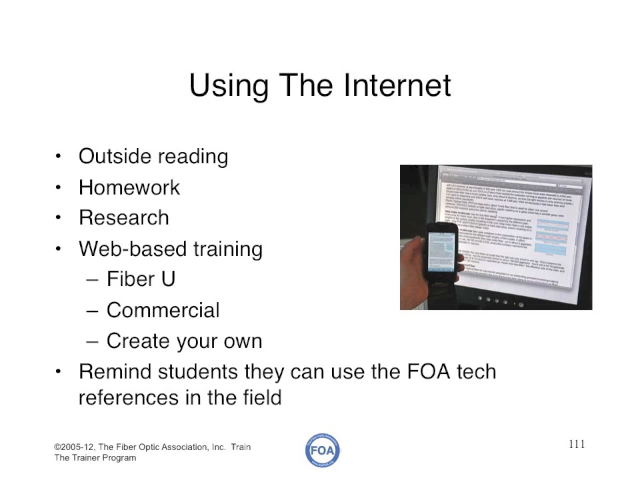 Using The Internet
• Outside reading
• Homework
• Research
• Web-based training
– Fiber U
– Commercial
– Create your own
• Remind students they can use the FOA tech
references in the field
©2005-12, The Fiber Optic Association, Inc. Train
The Trainer Program
FOA
111